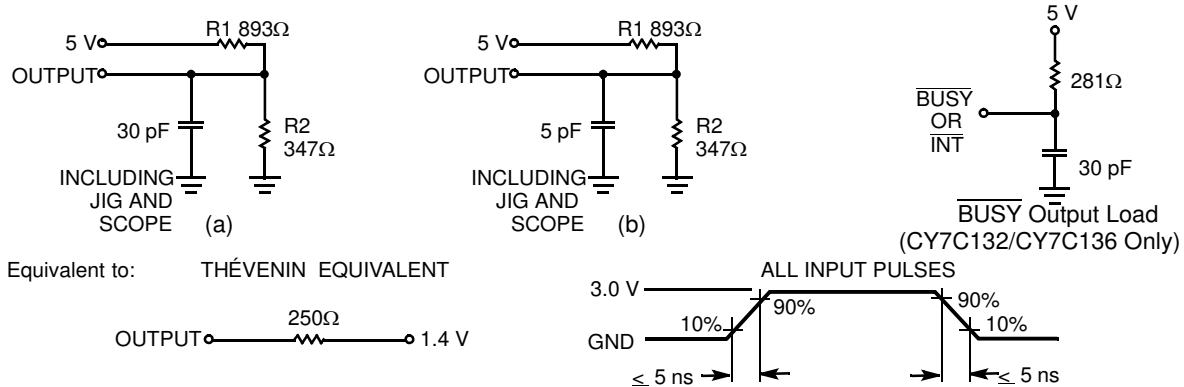 5 V
R1 893Ω
OUTPUT
30 pF
R2
347Ω
INCLUDING
JIG AND
SCOPE
(a)
5 V
R1 893Ω
OUTPUT
5 pF
R2
347Ω
INCLUDING
JIG AND
SCOPE
(b)
5 V
281Ω
BUSY
OR
INT
30 pF
BUSY Output Load
(CY7C132/CY7C136 Only)
Equivalent to: THÉVENIN EQUIVALENT
OUTPUT
250Ω
1.4 V
ALL INPUT PULSES
3.0 V
GND
10%
90%
90%
10%
≤ 5 ns
≤ 5 ns